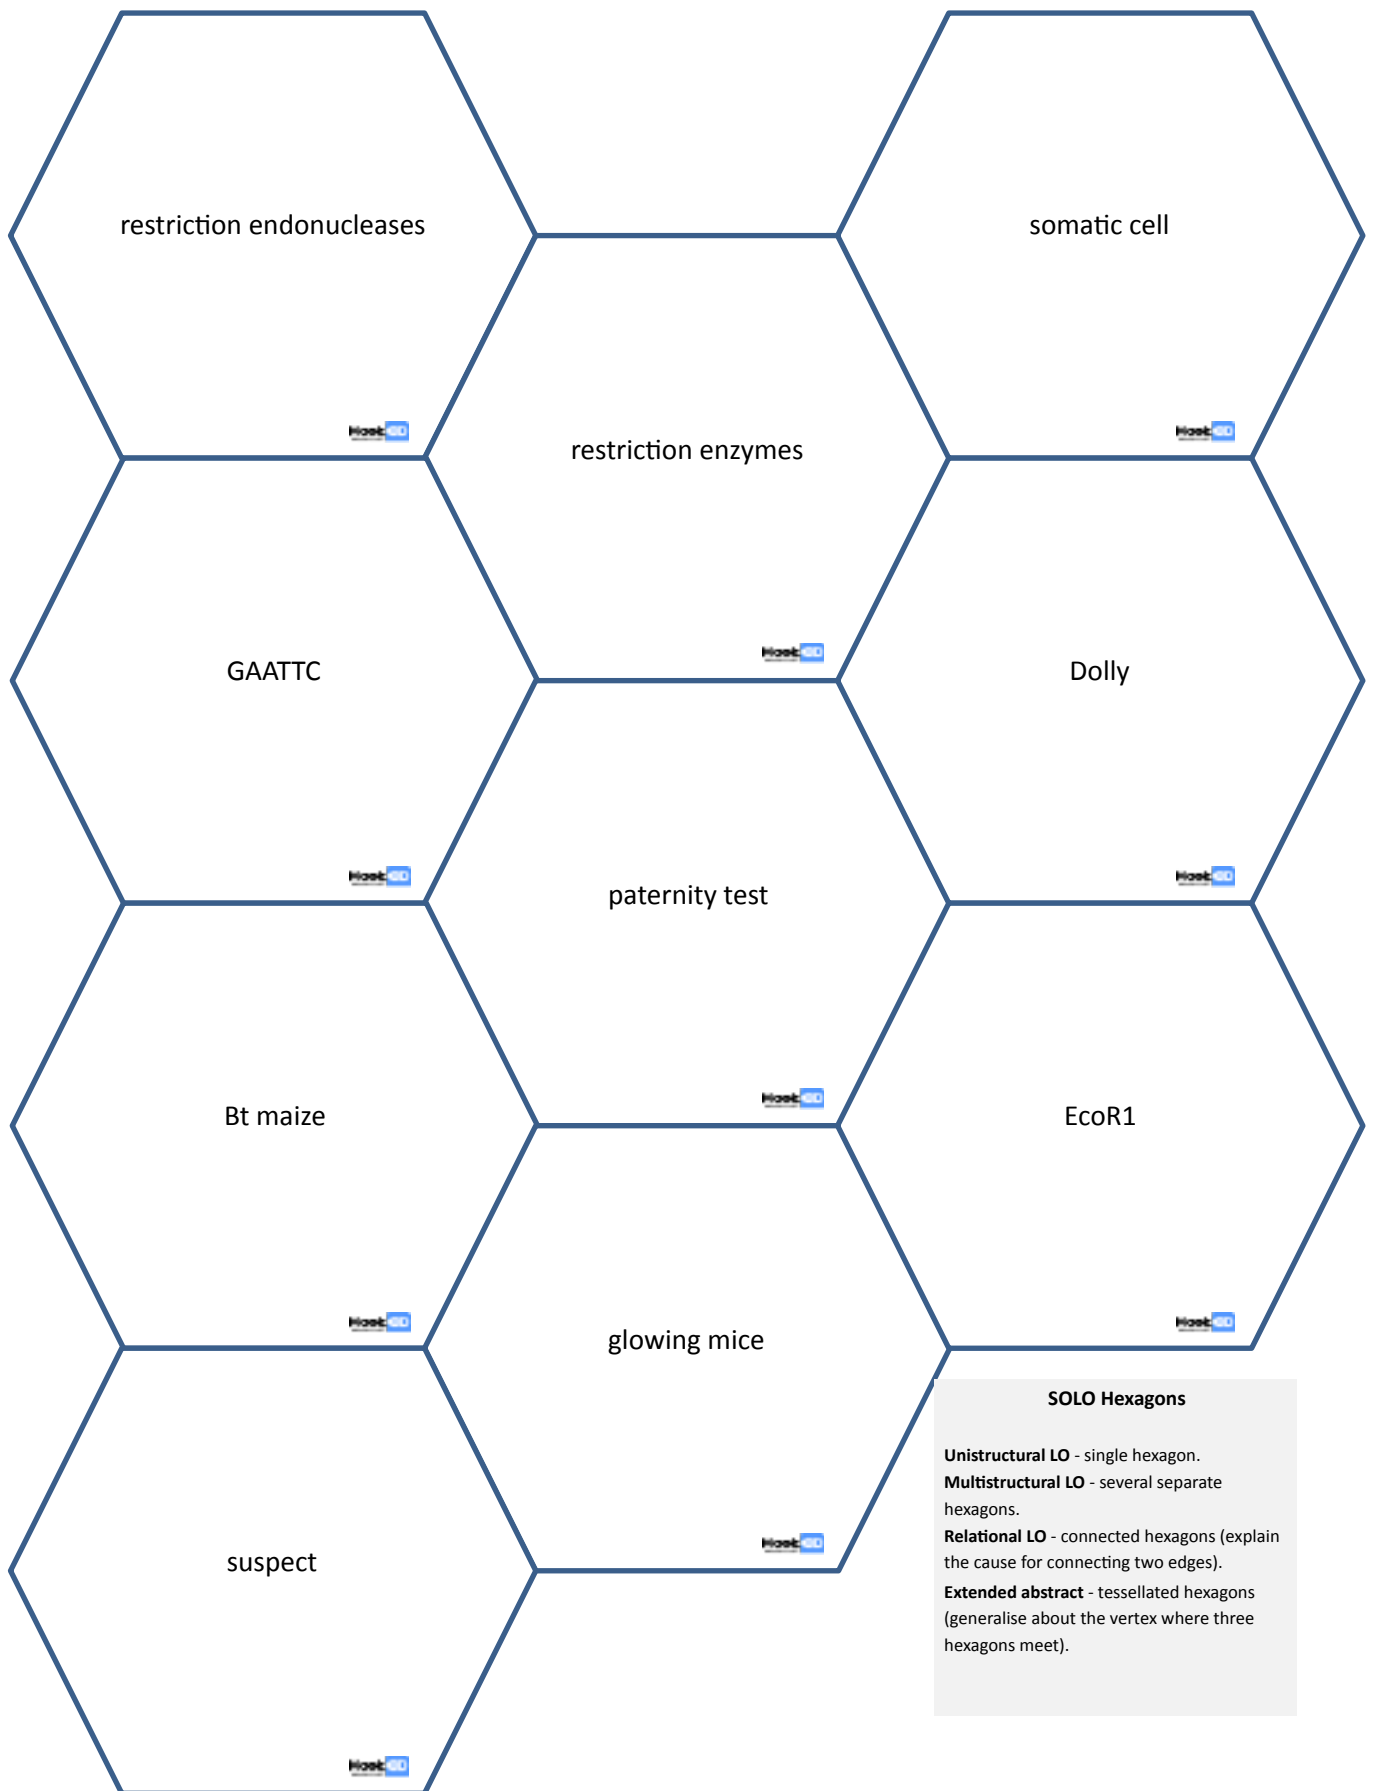 restriction endonucleases
somatic cell
restriction enzymes
GAATTC
Dolly
paternity test
Bt maize
EcoR1
glowing mice
suspect
SOLO Hexagons
Unistructural LO - single hexagon.
Multistructural LO - several separate
hexagons.
Relational LO - connected hexagons (explain
the cause for connecting two edges).
Extended abstract - tessellated hexagons
(generalise about the vertex where three
hexagons meet).